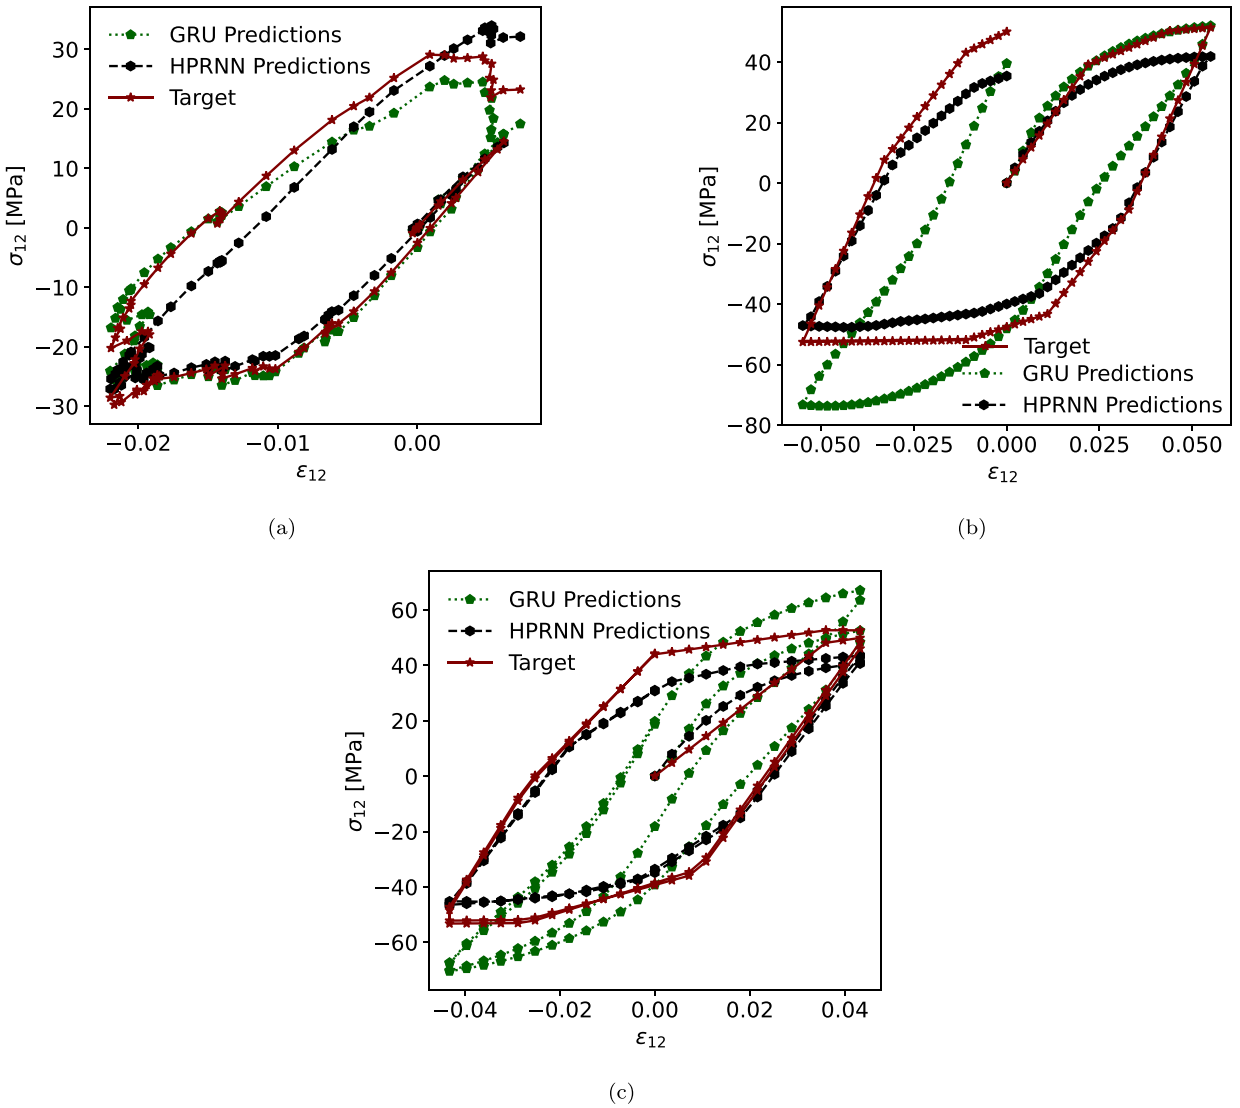 GRU Predictions
HPRNN Predictions
Target
30
20
10
0
−10
−20
−30
σ12 [MPa]
−0.02
−0.01
0.00
ε12
(a)
40
20
0
−20
−40
−60
−80
σ12 [MPa]
Target
GRU Predictions
HPRNN Predictions
−0.050
−0.025
0.000
0.025
0.050
ε12
(b)
GRU Predictions
HPRNN Predictions
Target
60
40
20
0
−20
−40
−60
σ12 [MPa]
−0.04
−0.02
0.00
0.02
0.04
ε12
(c)